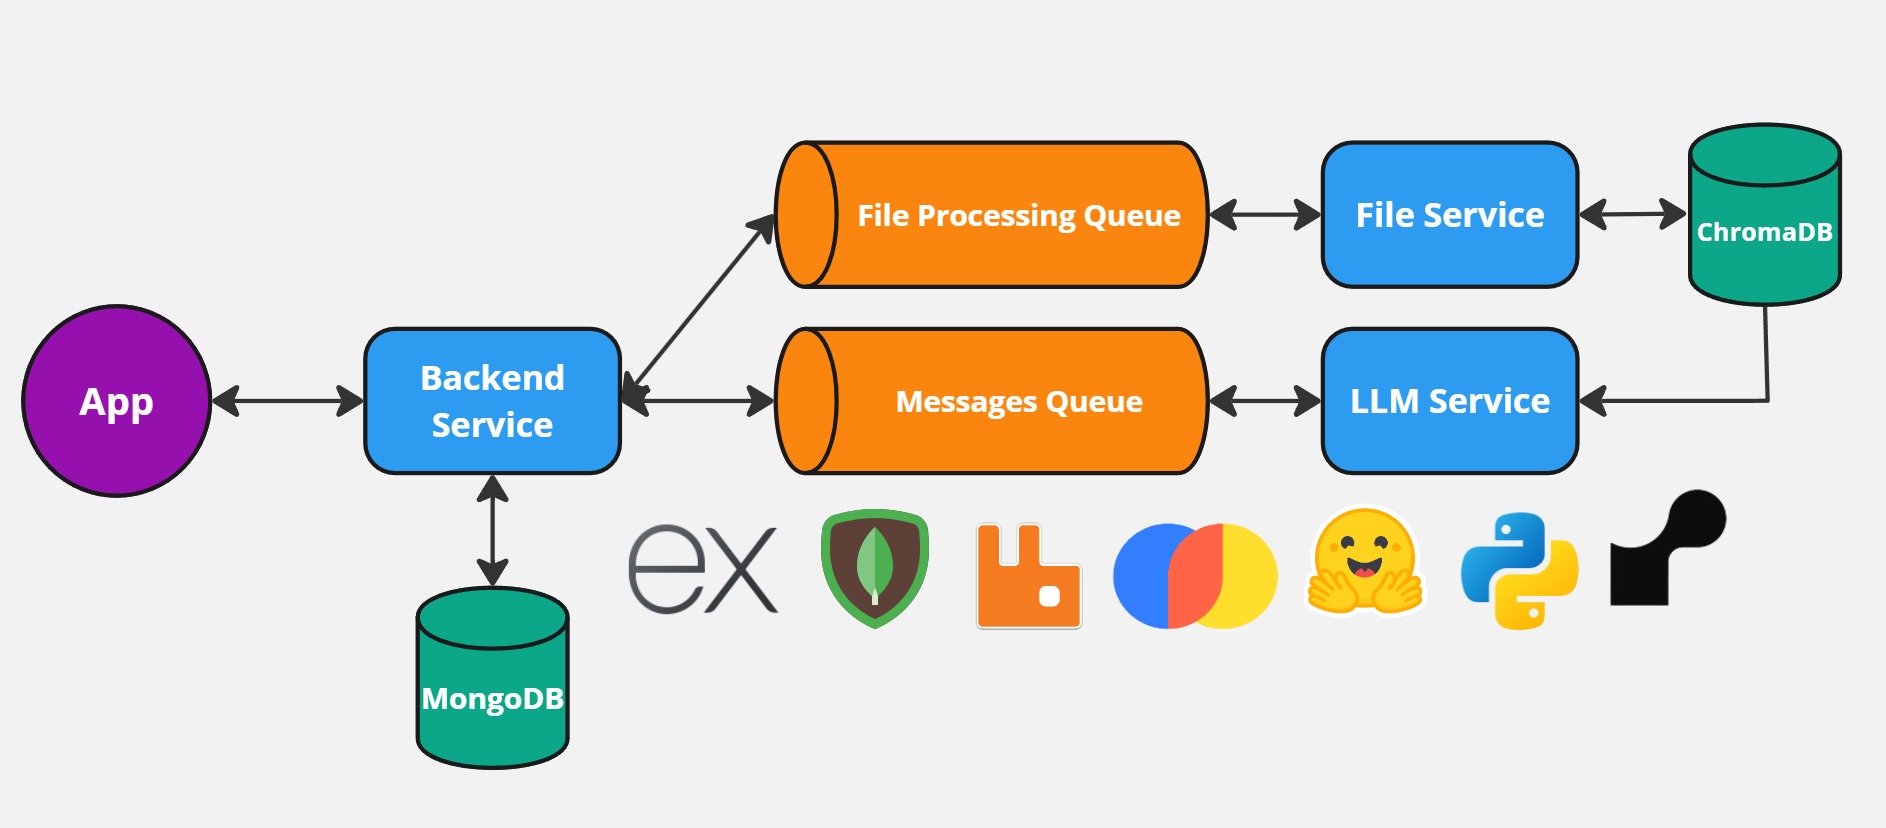 File Processing Queue
File Service
ChromaDB
App
Backend
Service
Messages Queue
LLM Service
ex
MongoDB